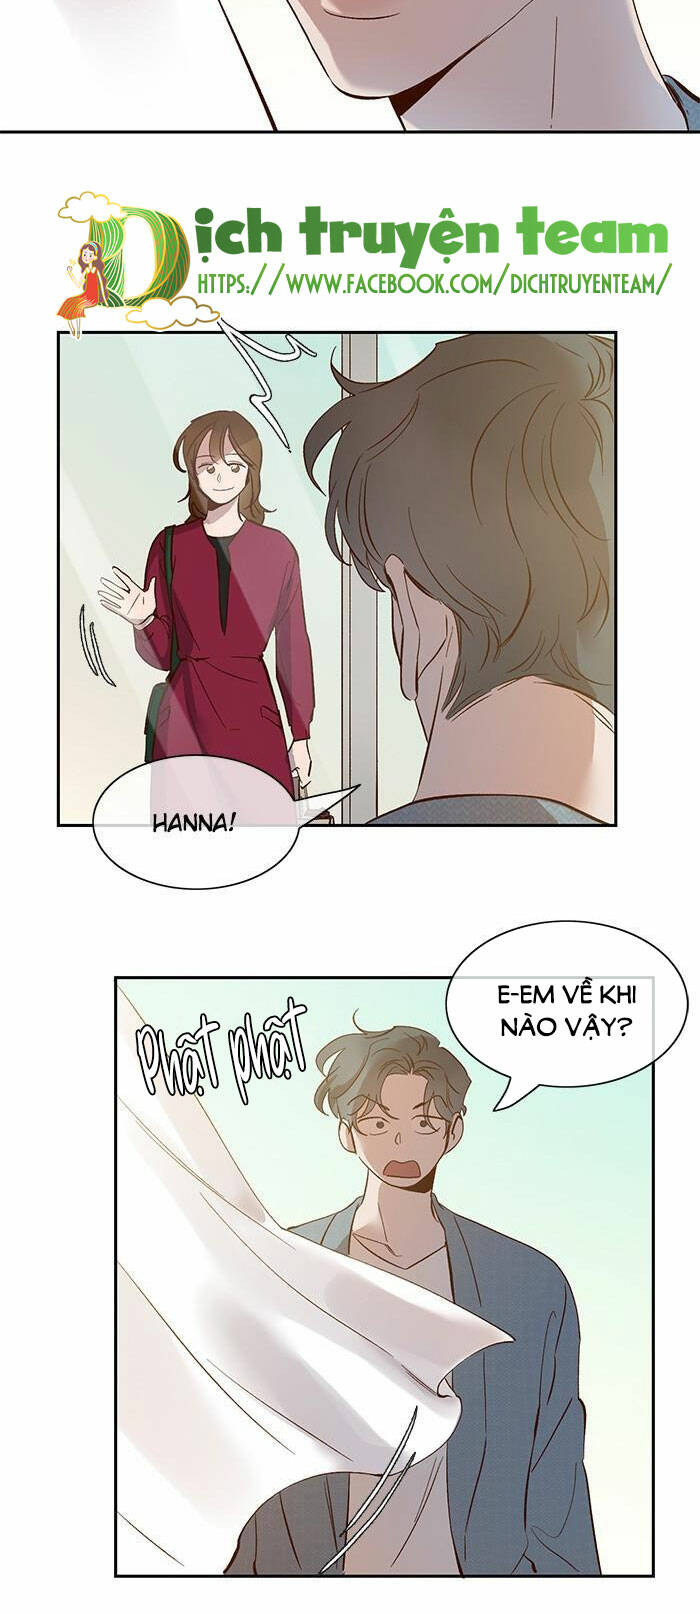 Dịch truyện team
HTTPS://WWW.FACEBOOK.COM/DICHTRUYENTEAM/
HANNA!
E-EM VỀ KHI
NÀO VẬY?
Phật phật